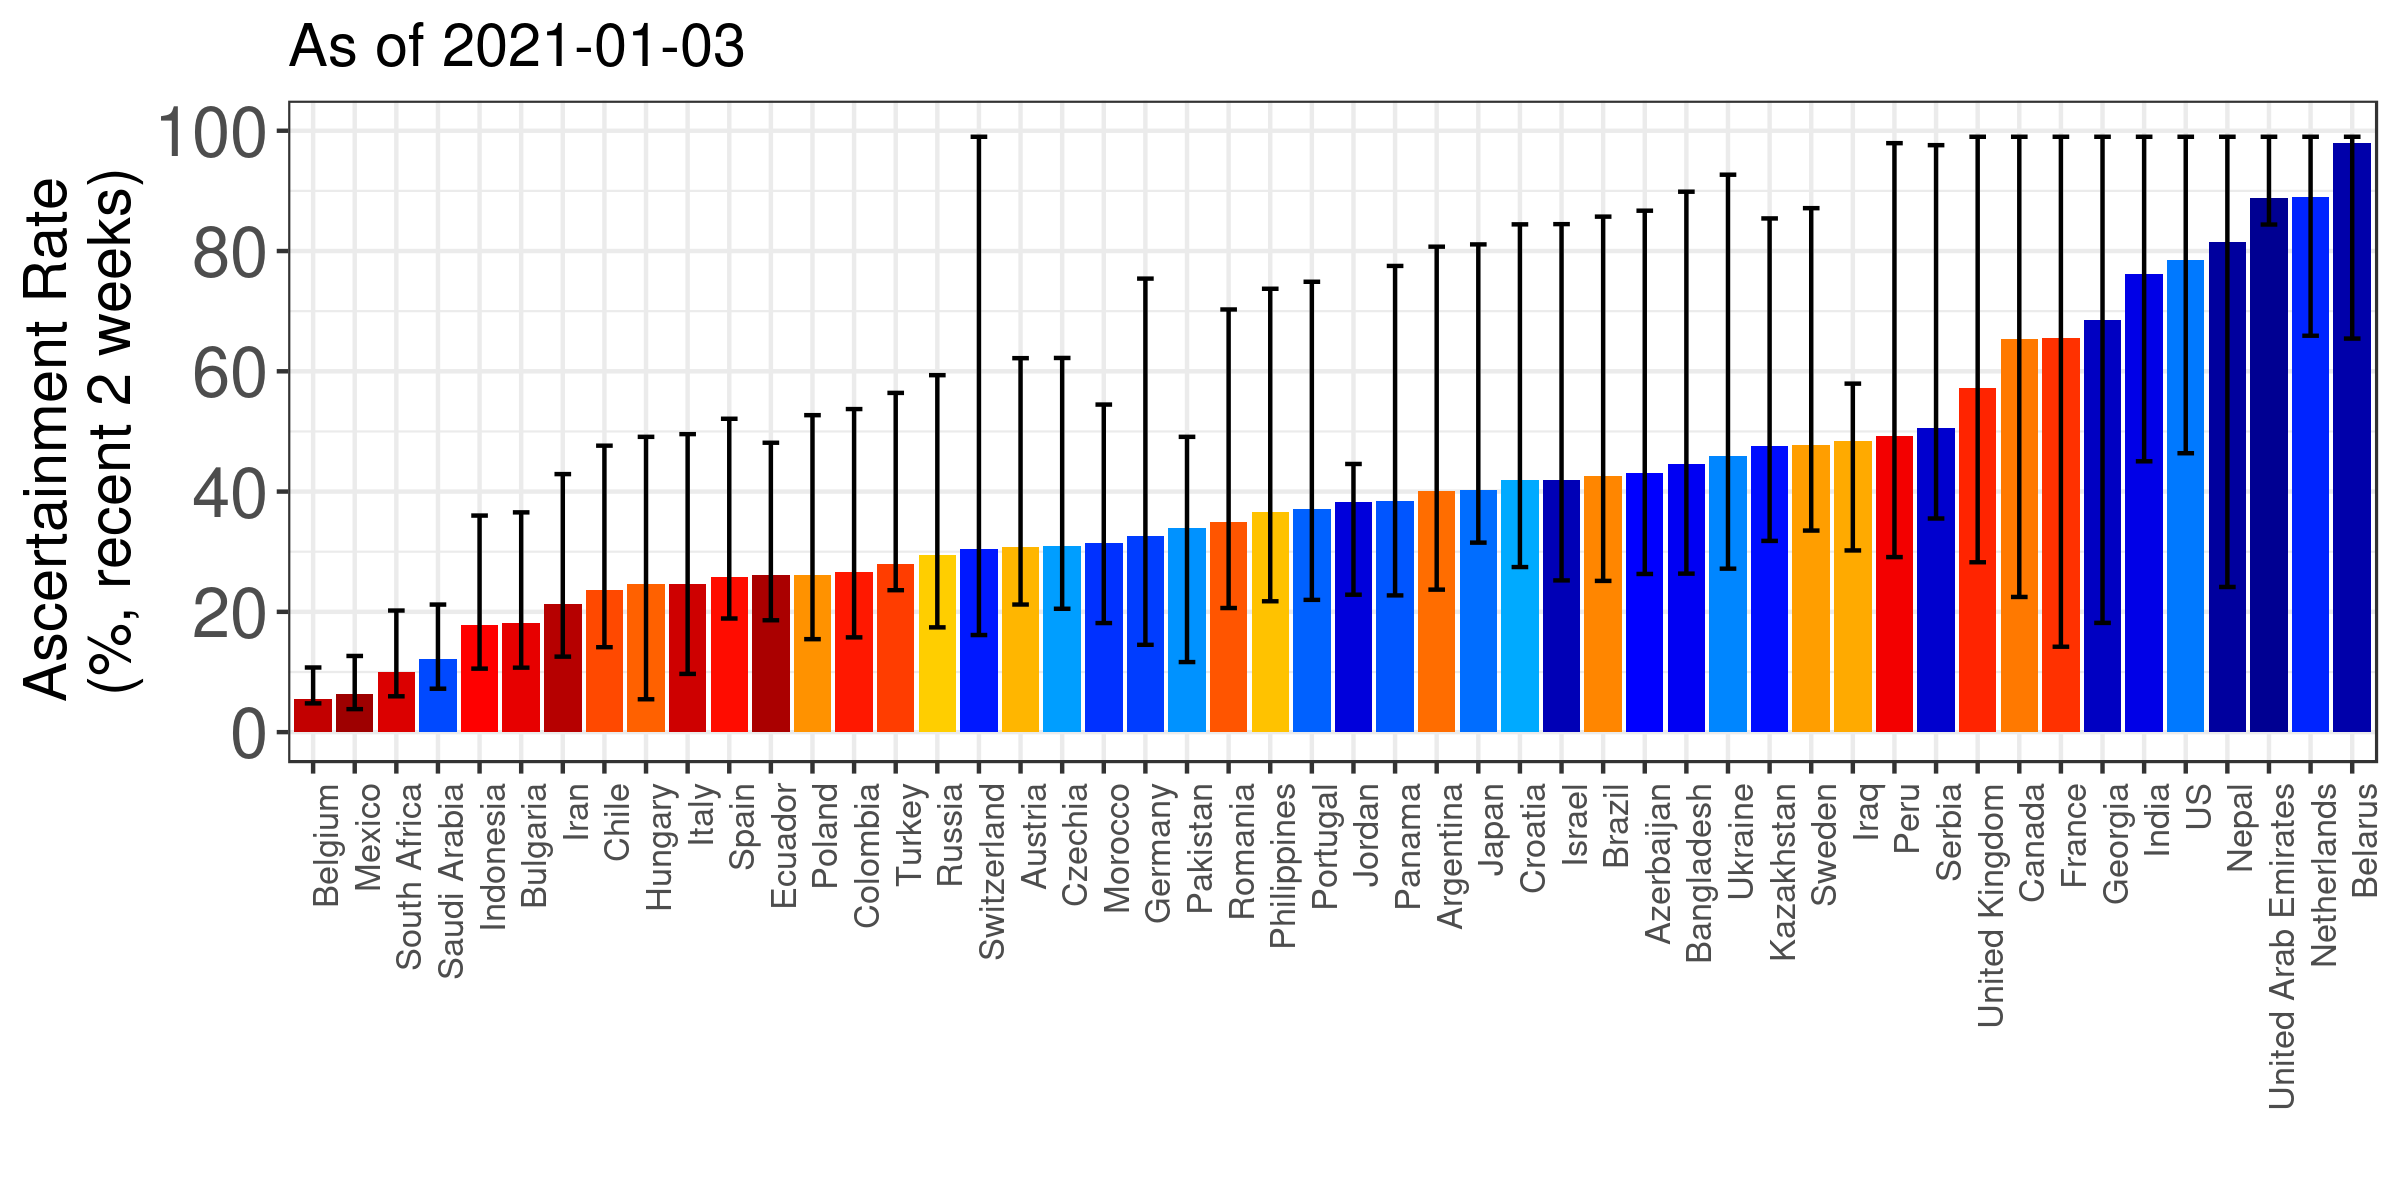 As of 2021-01-03
Ascertainment Rate
(%, recent 2 weeks)
100
80
60
40
20
0
Belgium
Mexico
South Africa
Saudi Arabia
Indonesia
Bulgaria
Iran
Chile
Hungary
Italy
Spain
Ecuador
Poland
Colombia
Turkey
Russia
Switzerland
Austria
Czechia
Morocco
Germany
Pakistan
Romania
Philippines
Portugal
Jordan
Panama
Argentina
Japan
Croatia
Israel
Brazil
Azerbaijan
Bangladesh
Ukraine
Kazakhstan
Sweden
Iraq
Peru
Serbia
United Kingdom
Canada
France
Georgia
India
US
Nepal
United Arab Emirates
Netherlands
Belarus